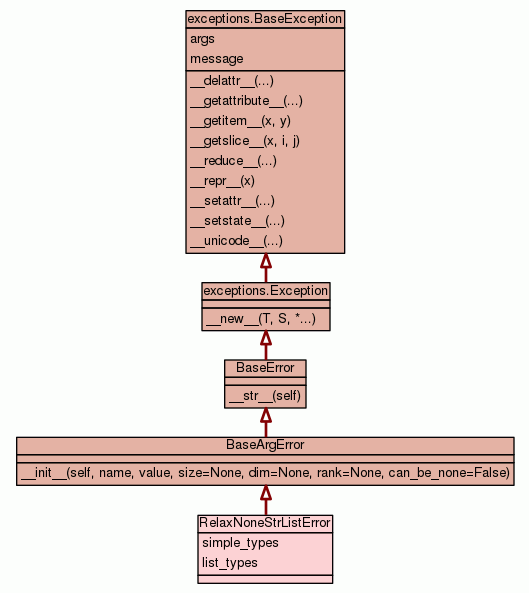 exceptions.BaseException
args
message
__delattr__(...)
__getattribute__(...)
__getitem__(x, y)
__getslice__(x, i, j)
__reduce__(...)
__repr__(x)
__setattr__(...)
__setstate__(...)
__unicode__(...)
exceptions.Exception
__new__(T, S, *...)
BaseError
__str__(self)
BaseArgError
__init__(self, name, value, size=None, dim=None, rank=None, can_be_none=False)
RelaxNoneStrListError
simple_types
list_types